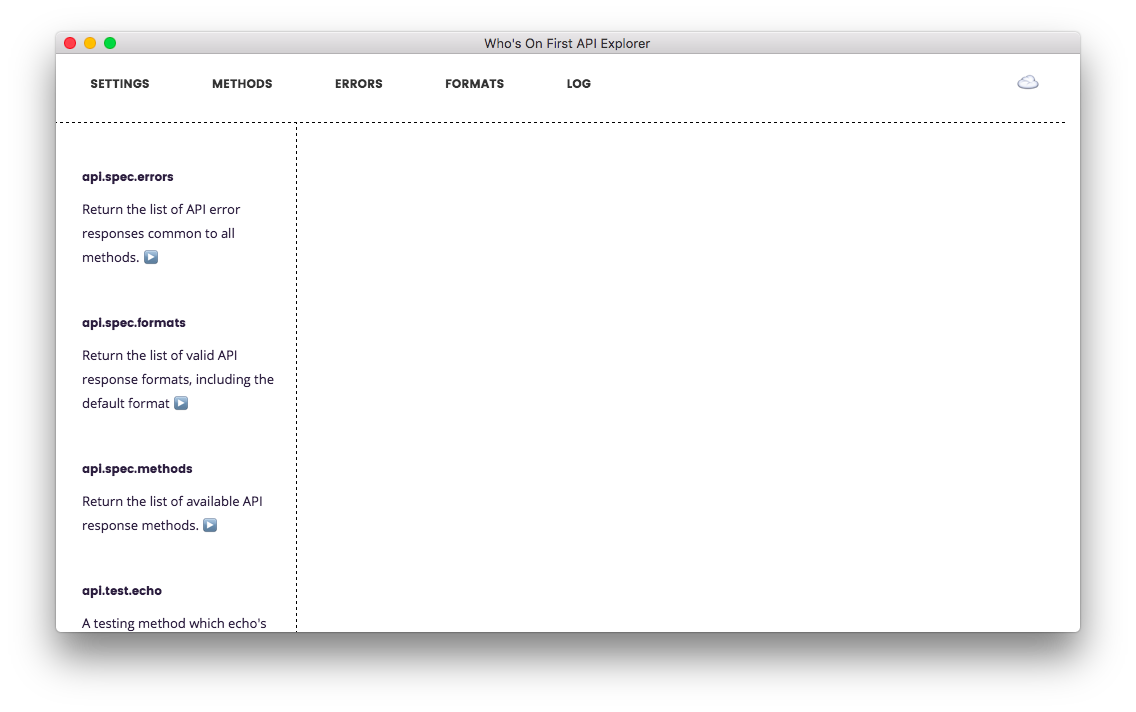 Who's On First API Explorer
SETTINGS METHODS ERRORS FORMATS LOG
api.spec.errors
Return the list of API error
responses common to all
methods.
api.spec.formats
Return the list of valid API
response formats, including the
default format
api.spec.methods
Return the list of available API
response methods.
api.test.echo
A testing method which echo's